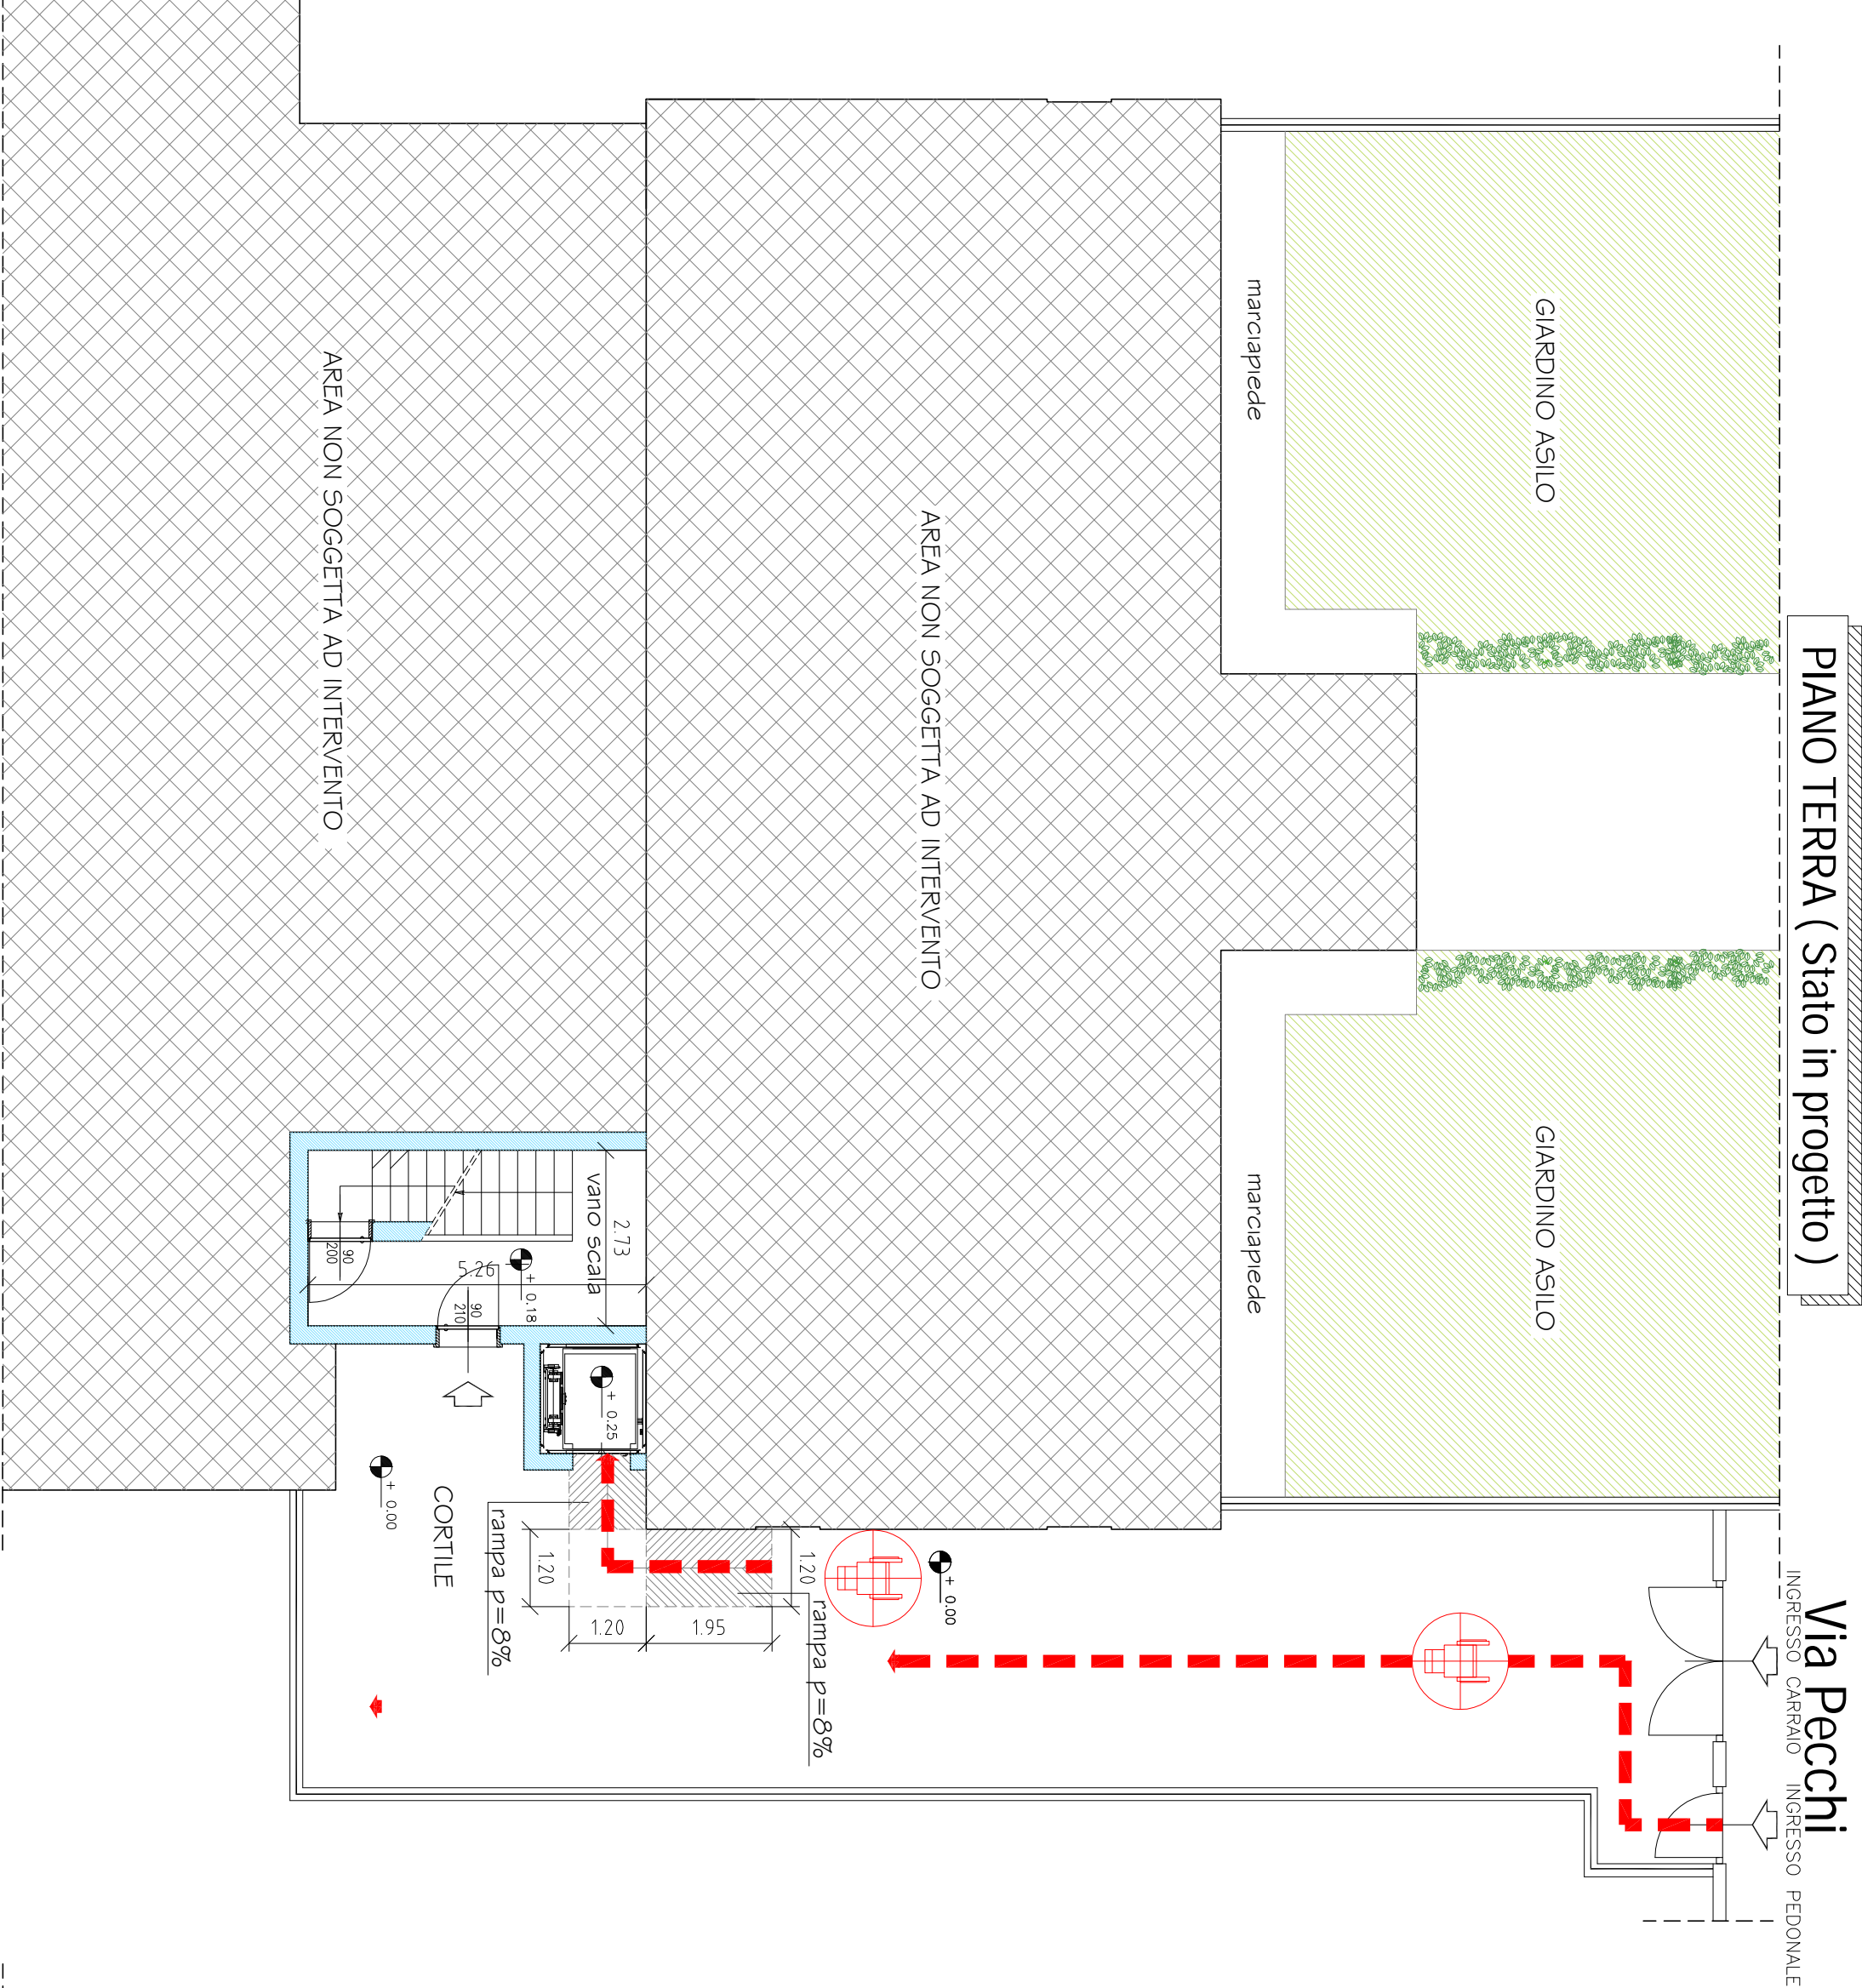 PIANO TERRA ( Stato in progetto )
Via Pecchi
INGRESSO CARRAIO
INGRESSO PEDONALE
GIARDINO ASILO
GIARDINO ASILO
marciapiede
marciapiede
AREA NON SOGGETTA AD INTERVENTO
+ 0.00
rampa p=8%
1.20
1.95
1.20
2.73
vano scala
+ 0.25
1.20
+ 0.18
rampa p=8%
5.26
90
210
CORTILE
+ 0.00
90
200
AREA NON SOGGETTA AD INTERVENTO